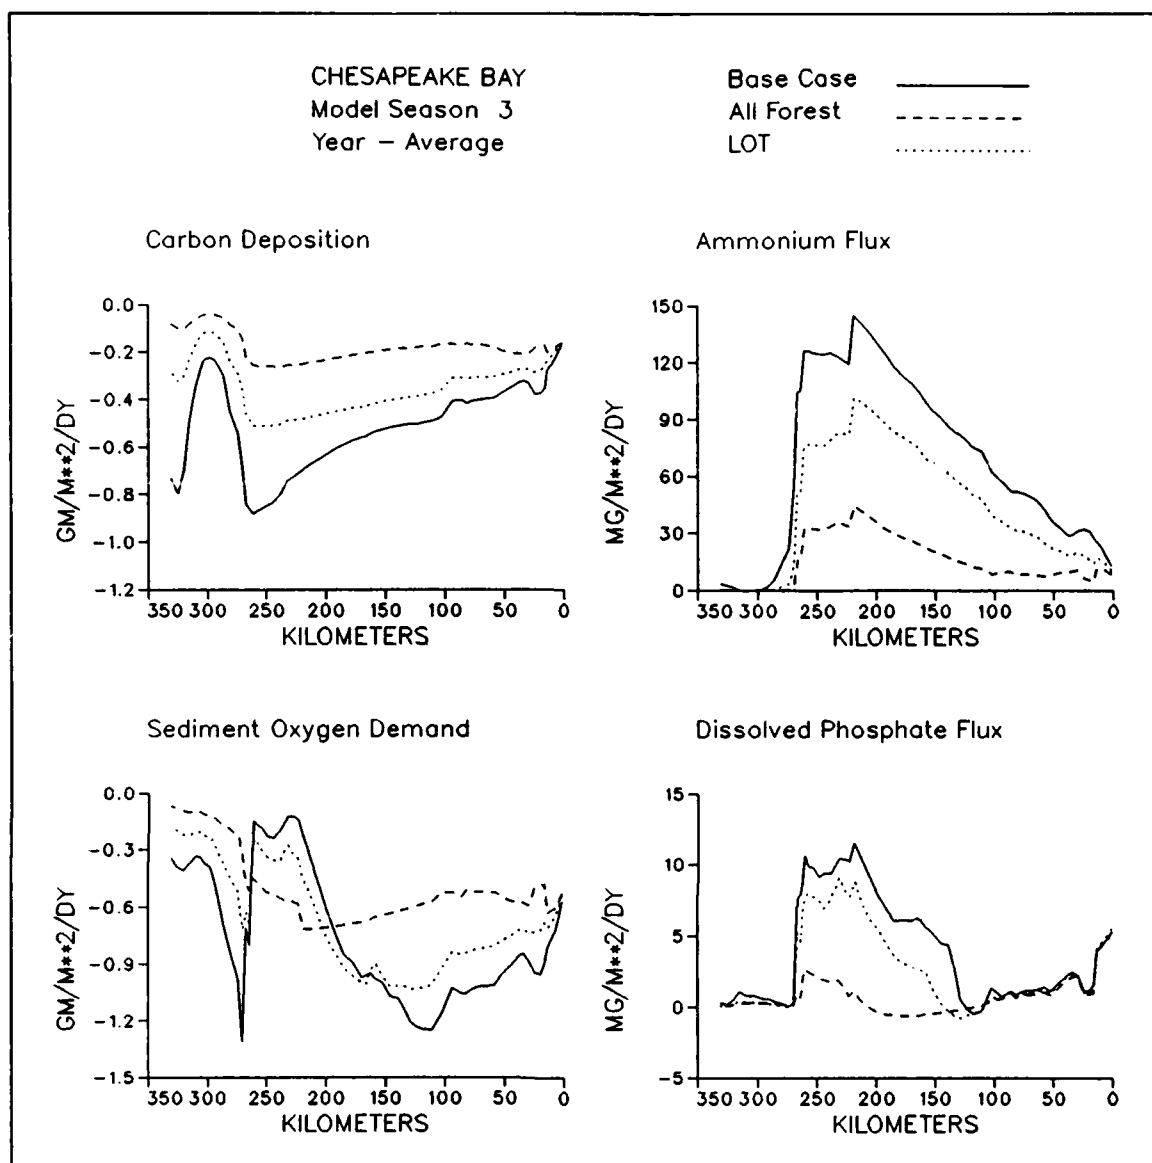 CHESAPEAKE BAY
Model Season 3
Year – Average
Base Case
All Forest
LOT
Carbon Deposition
0.0
-0.2
-0.4
-0.6
-0.8
-1.0
-1.2
GM/M**2/DY
350 300 250 200 150 100 50 0
KILOMETERS
Ammonium Flux
150
120
90
60
30
0
MG/M**2/DY
350 300 250 200 150 100 50 0
KILOMETERS
Sediment Oxygen Demand
0.0
-0.3
-0.6
-0.9
-1.2
-1.5
GM/M**2/DY
350 300 250 200 150 100 50 0
KILOMETERS
Dissolved Phosphate Flux
15
10
5
0
-5
MG/M**2/DY
350 300 250 200 150 100 50 0
KILOMETERS